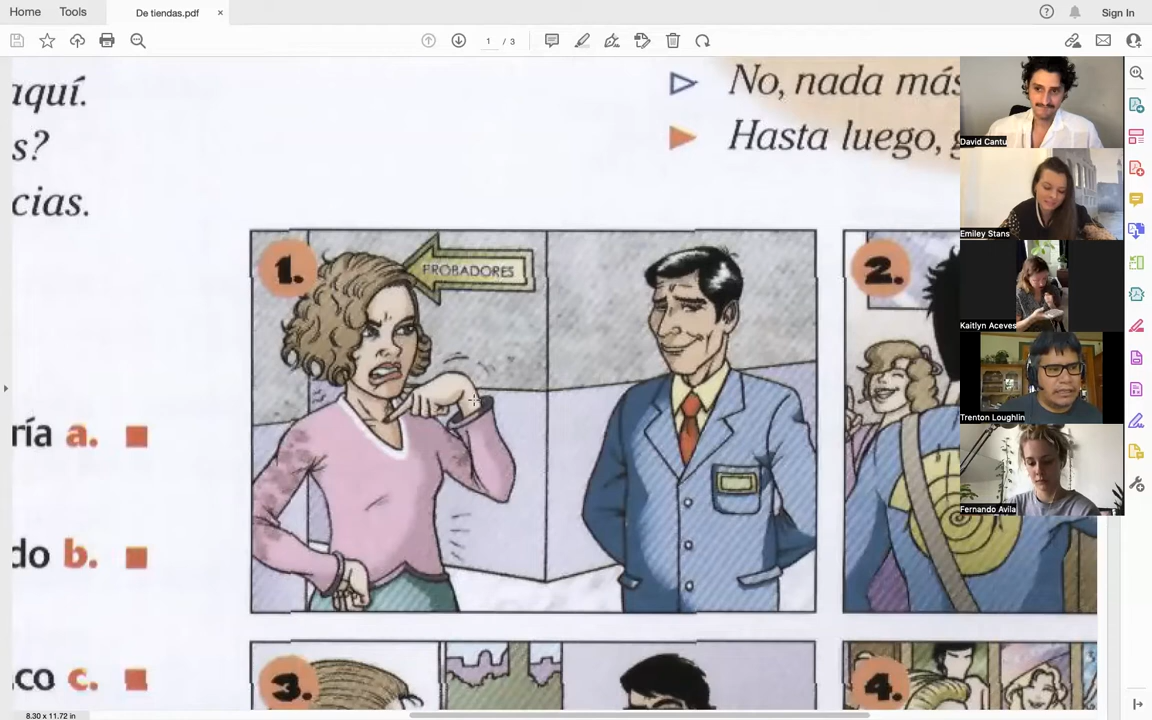 Home
Tools
De tiendas.pdf
×
?
Sign In
1 / 3
aquí.
s?
cias.
No, nada más
Hasta luego, g
1.
PROBADORES
2.
ría a.
do b.
co c.
3.
4.
David Cantu
Emiley Stans
Kaitlyn Aceves
Trenton Loughlin
Fernando Avila
8.30 x 11.72 in